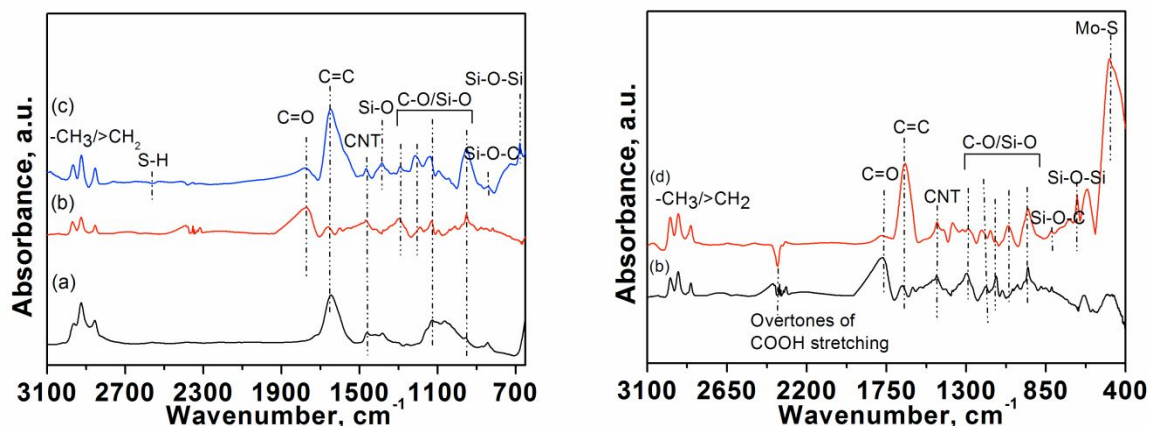 Si-O-Si
C=C
Si-O
C-O/Si-O
C=O
CNT
(c)
-CH3/>CH2
S-H
Si-O-C
(b)
(a)
Absorbance, a.u.
3100 2700 2300 1900 1500 1100 700
Wavenumber, cm-1
Mo-S
C=C
C-O/Si-O
C=O
CNT
Si-O-Si
(d)
-CH3/>CH2
Si-O-C
(b)
Overtones of
COOH stretching
Absorbance, a.u.
3100 2650 2200 1750 1300 850 400
Wavenumber, cm-1